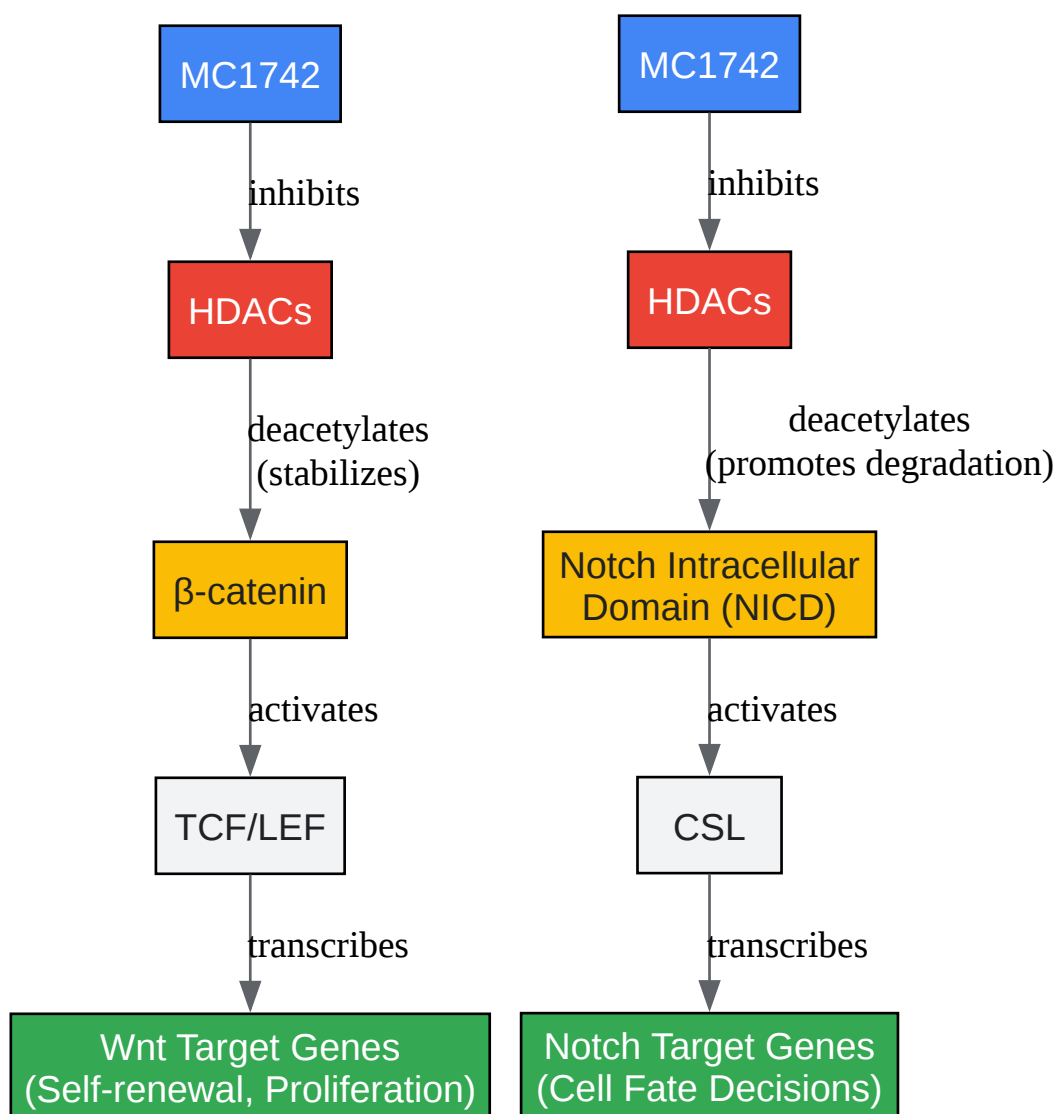 MC1742
inhibits
HDACs
deacetylates
(stabilizes)
β-catenin
activates
TCF/LEF
transcribes
Wnt Target Genes
(Self-renewal, Proliferation)
MC1742
inhibits
HDACs
deacetylates
(promotes degradation)
Notch Intracellular
Domain (NICD)
activates
CSL
transcribes
Notch Target Genes
(Cell Fate Decisions)